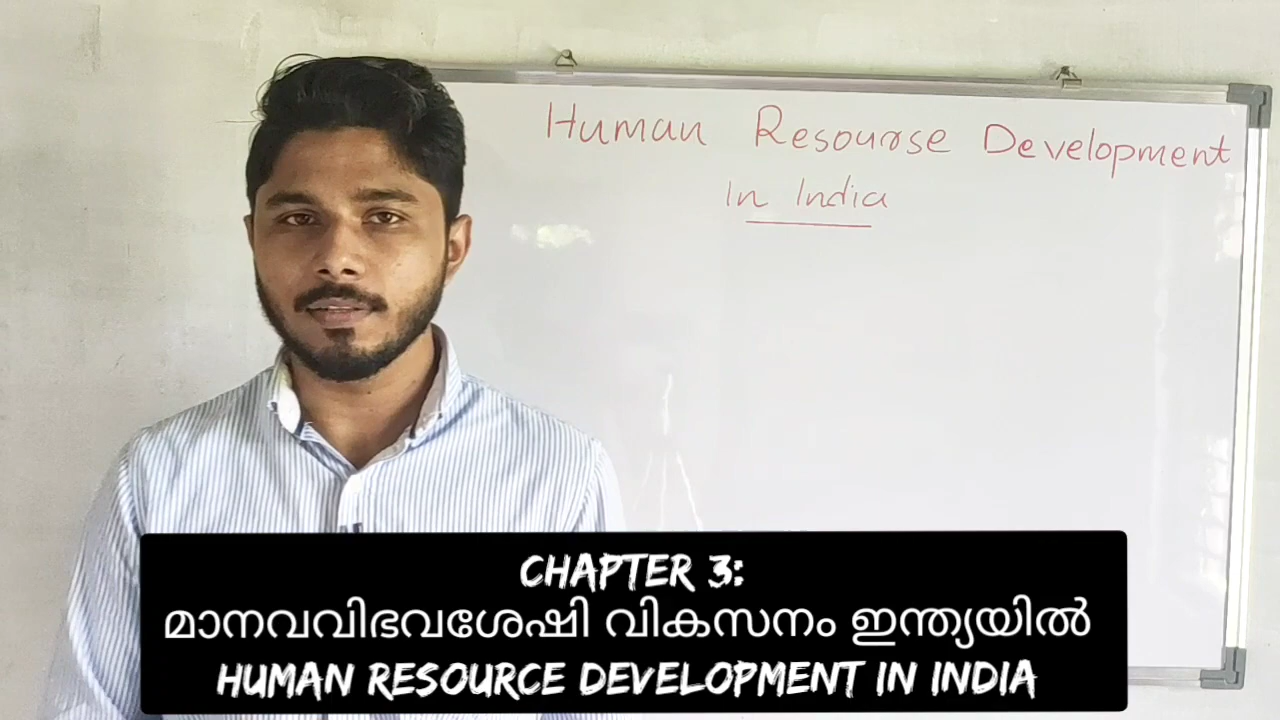 Human Resourse Development
In India
CHAPTER 3:
മാനവവിഭവശേഷി വികസനം ഇന്ത്യയിൽ
HUMAN RESOURCE DEVELOPMENT IN INDIA